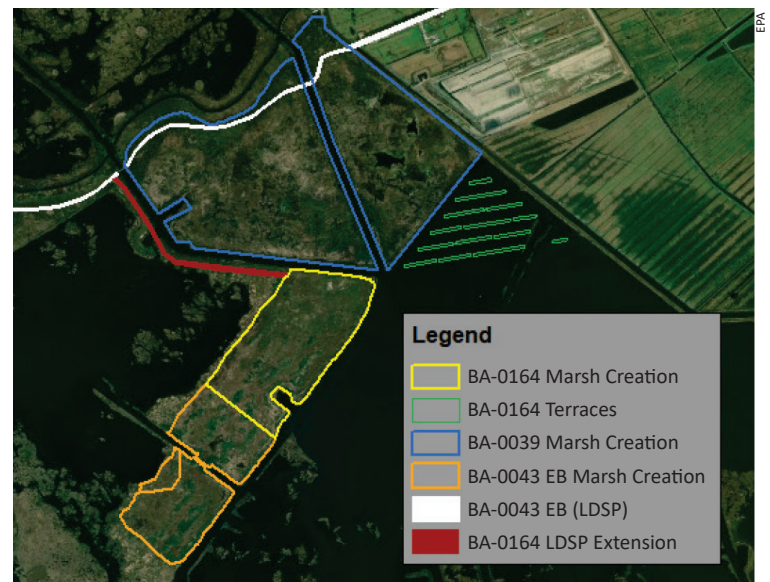 EPA
Legend
BA-0164 Marsh Creation
BA-0164 Terraces
BA-0039 Marsh Creation
BA-0043 EB Marsh Creation
BA-0043 EB (LDSP)
BA-0164 LDSP Extension